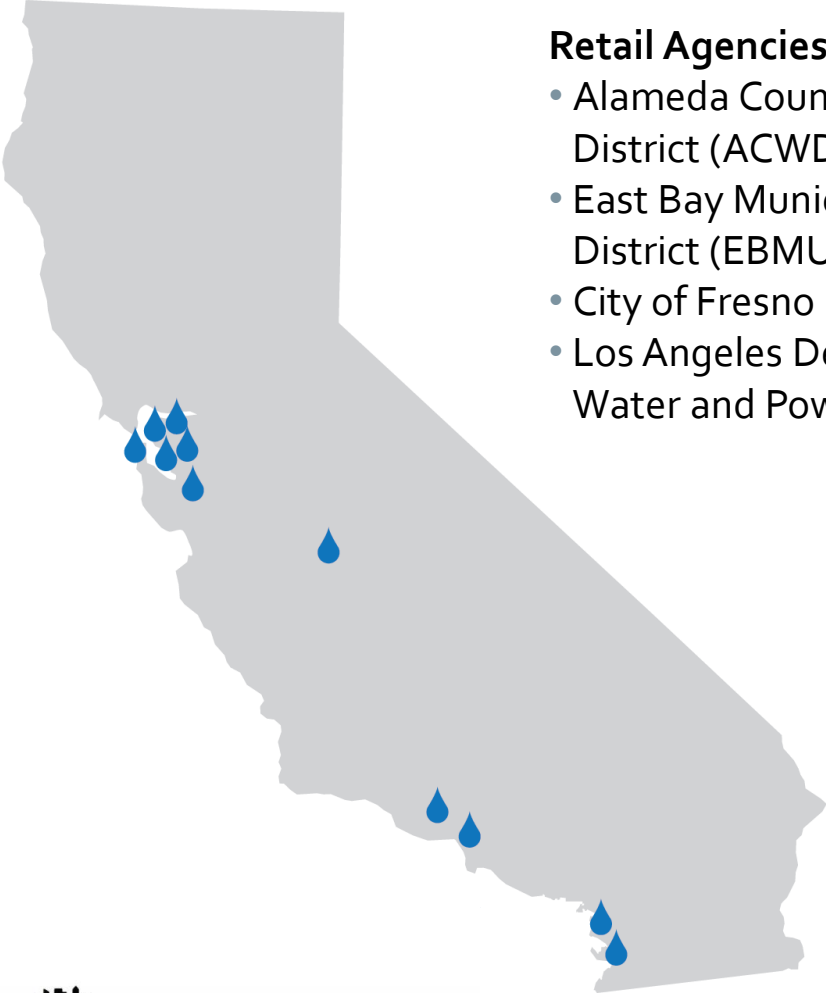 Retail Agencies
• Alameda Coun
District (ACWD
• East Bay Munic
District (EBMU
• City of Fresno
• Los Angeles De
Water and Pow